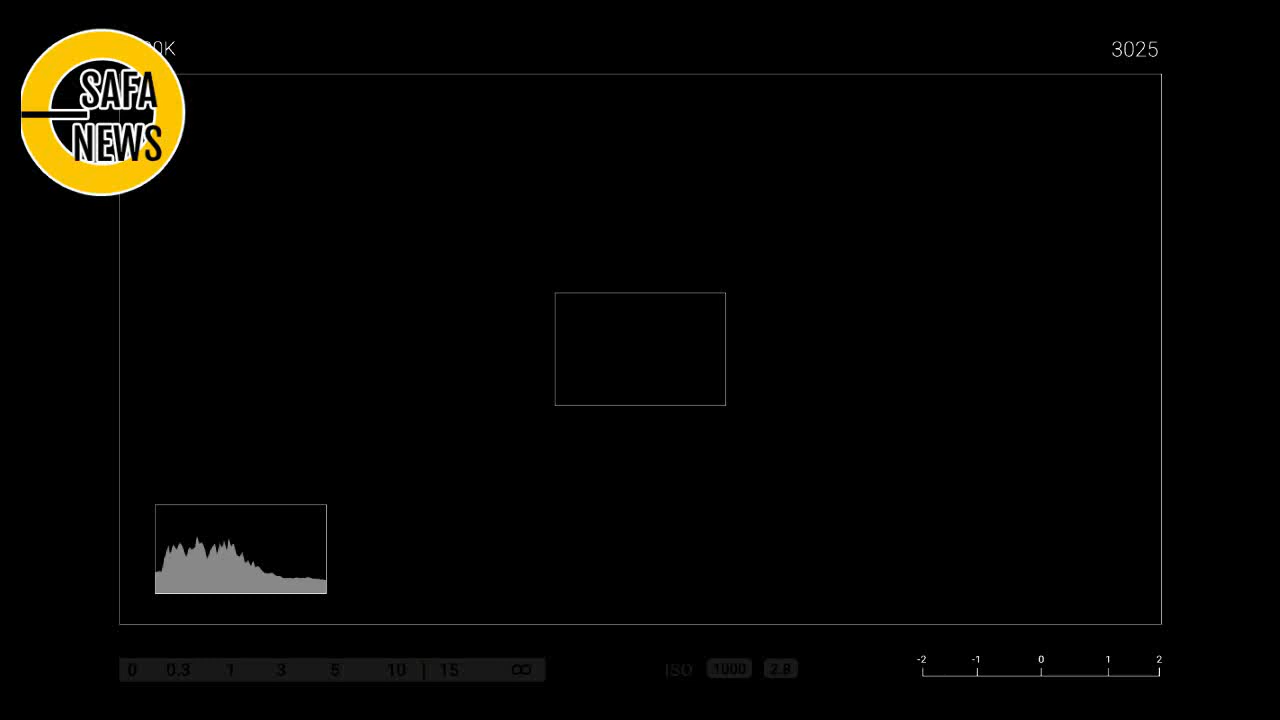 3025
SAFA
NEWS
-2 -1 0 1 2
0 0.3 1 3 5 10 | 15 ∞
ISO 1000 2.8